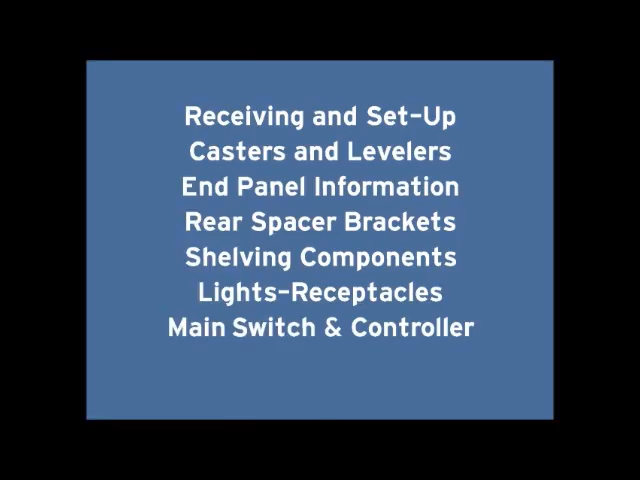 Receiving and Set-Up
Casters and Levelers
End Panel Information
Rear Spacer Brackets
Shelving Components
Lights-Receptacles
Main Switch & Controller